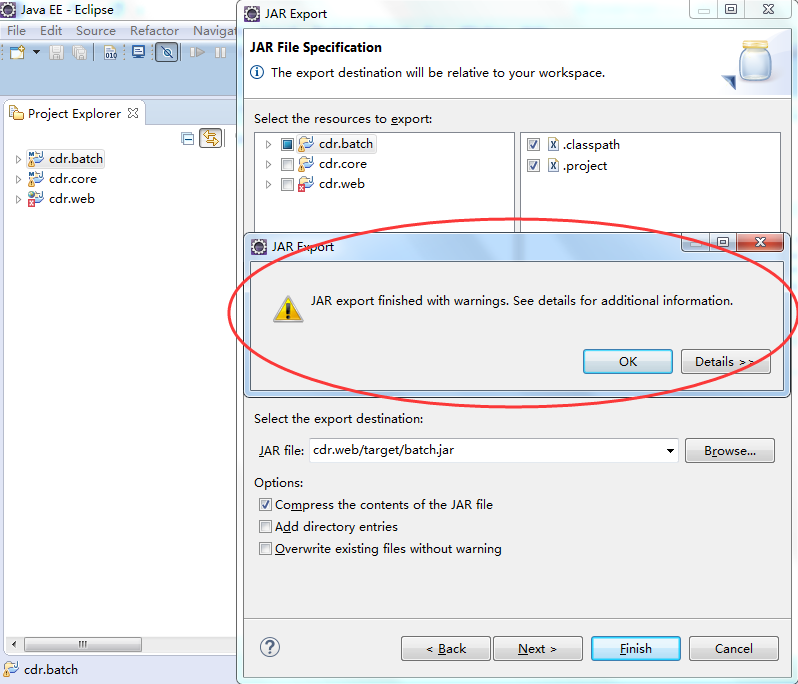 Java EE - Eclipse
File Edit Source Refactor Navigat
Project Explorer
cdr.batch
cdr.core
cdr.web
cdr.batch
JAR Export
JAR File Specification
The export destination will be relative to your workspace.
Select the resources to export:
cdr.batch
cdr.core
cdr.web
.classpath
.project
JAR Export
JAR export finished with warnings. See details for additional information.
OK Details >>
Select the export destination:
JAR file: cdr.web/target/batch.jar Browse...
Options:
Compress the contents of the JAR file
Add directory entries
Overwrite existing files without warning
< Back Next > Finish Cancel